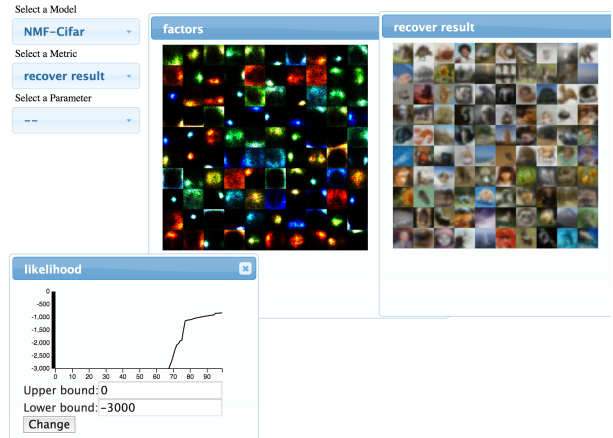 Select a Model
NMF-Cifar
Select a Metric
recover result
Select a Parameter
--
factors
recover result
likelihood
0
-500
-1,000
-1,500
-2,000
-2,500
-3,000
0 10 20 30 40 50 60 70 80 90
Upper bound: 0
Lower bound: -3000
Change